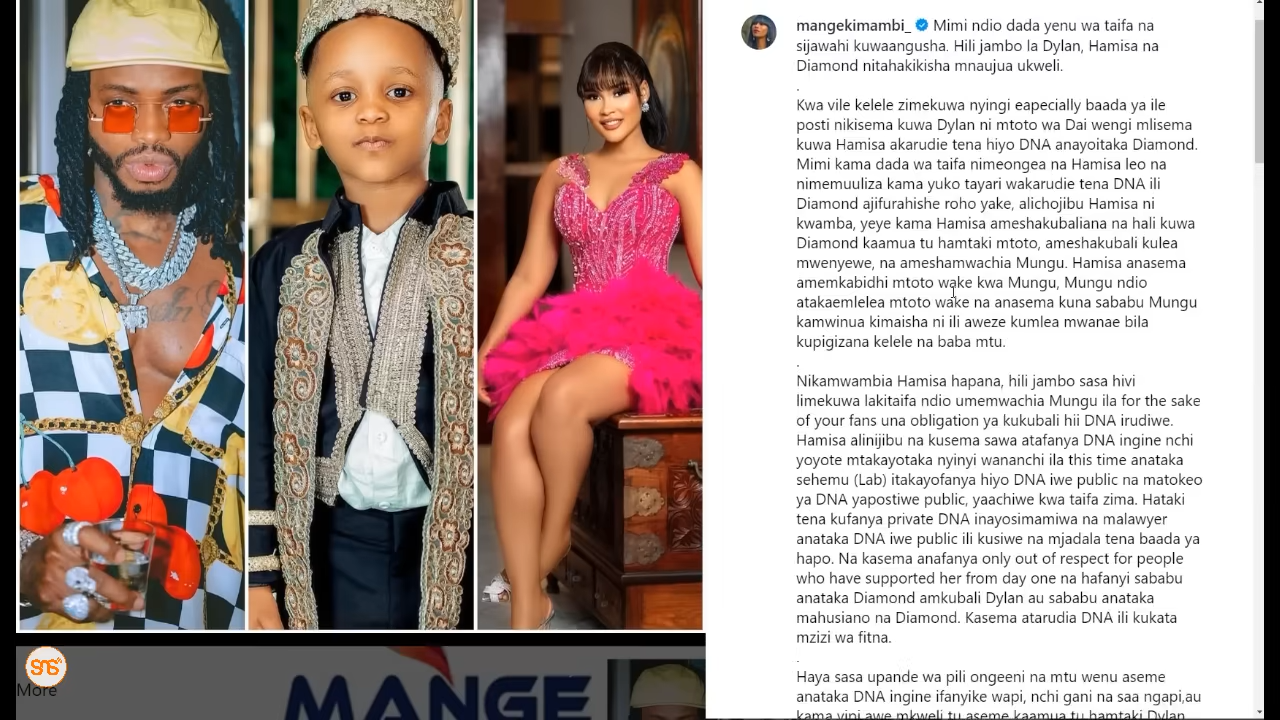 mangekimambi_ Mimi ndio dada yenu wa taifa na
sijawahi kuwaangusha. Hili jambo la Dylan, Hamisa na
Diamond nitahakikisha mnaujua ukweli.
.
Kwa vile kelele zimekuwa nyingi eapecially baada ya ile
posti nikisema kuwa Dylan ni mtoto wa Dai wengi mlisema
kuwa Hamisa akarudie tena hiyo DNA anayoitaka Diamond.
Mimi kama dada wa taifa nimeongea na Hamisa leo na
nimemuuliza kama yuko tayari wakarudie tena DNA ili
Diamond ajifurahishe roho yake, alichojibu Hamisa ni
kwamba, yeye kama Hamisa ameshakubaliana na hali kuwa
Diamond kaamua tu hamtaki mtoto, ameshakubali kulea
mwenyewe, na ameshamwachia Mungu. Hamisa anasema
amemkabidhi mtoto wake kwa Mungu, Mungu ndio
atakaemlelea mtoto wake na anasema kuna sababu Mungu
kamwinua kimaisha ni ili aweze kumlea mwanae bila
kupigizana kelele na baba mtu.
.
Nikamwambia Hamisa hapana, hili jambo sasa hivi
limekuwa lakitaifa ndio umemwachia Mungu ila for the sake
of your fans una obligation ya kukubali hii DNA irudiwe.
Hamisa alinijibu na kusema sawa atafanya DNA ingine nchi
yoyote mtakayotaka nyinyi wananchi ila this time anataka
sehemu (Lab) itakayofanya hiyo DNA iwe public na matokeo
ya DNA yapostiwe public, yaachiwe kwa taifa zima. Hataki
tena kufanya private DNA inayosimamiwa na malawyer
anataka DNA iwe public ili kusiwe na mjadala tena baada ya
hapo. Na kasema anafanya only out of respect for people
who have supported her from day one na hafanyi sababu
anataka Diamond amkubali Dylan au sababu anataka
mahusiano na Diamond. Kasema atarudia DNA ili kukata
mzizi wa fitna.
.
Haya sasa upande wa pili ongeeni na mtu wenu aseme
anataka DNA ingine ifanyike wapi, nchi gani na saa ngapi,au
kama vipi awe mkweli tu aseme kaamua tu hamtaki Dylan
SNS
More
MANGE